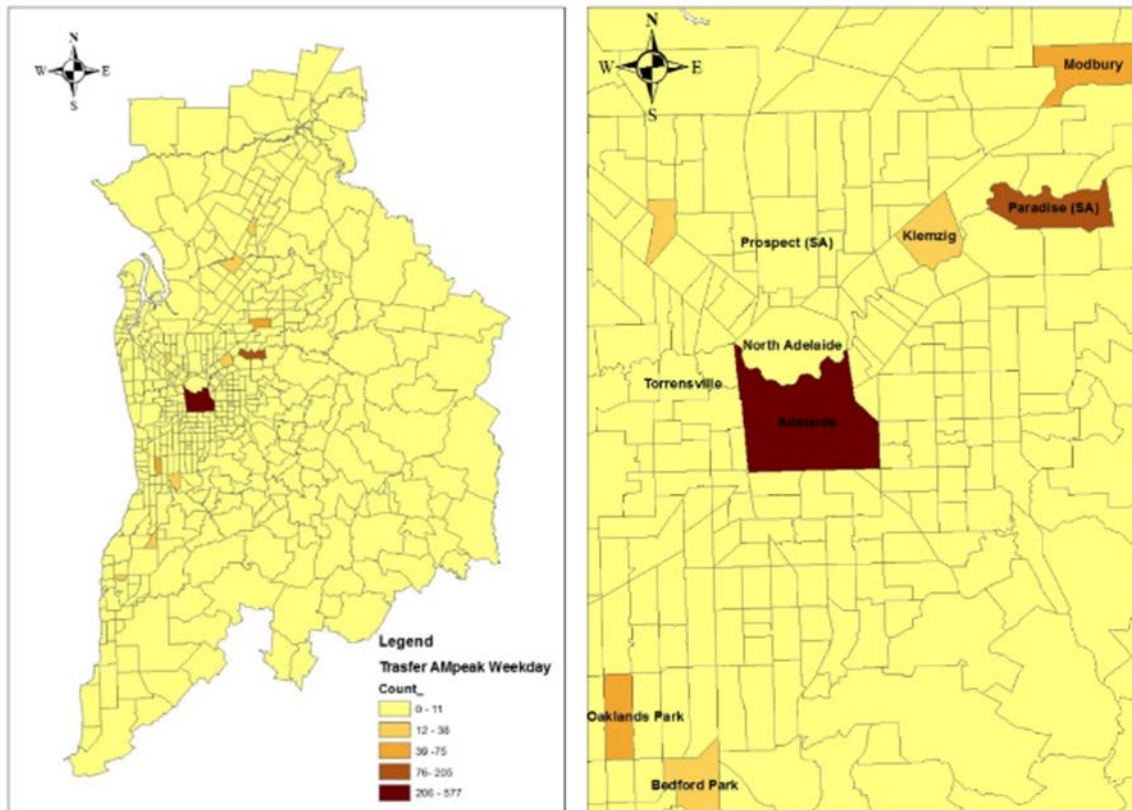 N
W E
S
Legend
Trasfer AMpeak Weekday
Count_
0 - 11
12 - 38
39 -75
76- 205
206 - 577
N
W E
S
Modbury
Paradise (SA)
Klemzig
Prospect (SA)
North Adelaide
Torrensville
Adelaide
Oaklands Park
Bedford Park